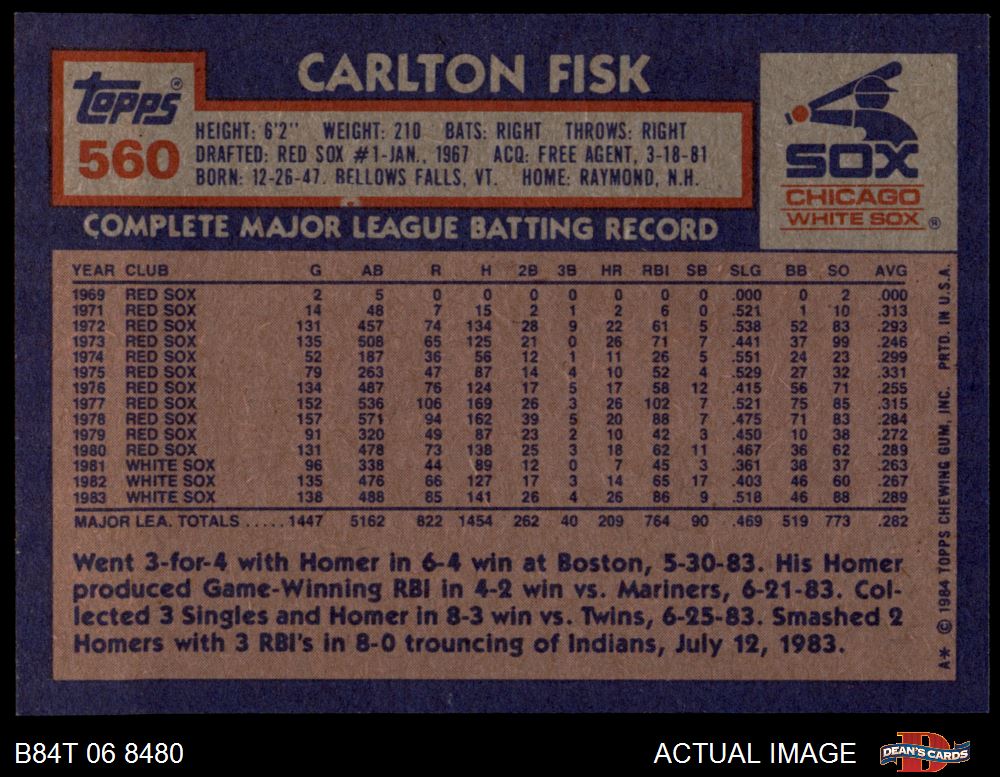 CARLTON FISK
topps®
560
HEIGHT: 6'2" WEIGHT: 210 BATS: RIGHT THROWS: RIGHT
DRAFTED: RED SOX #1-JAN., 1967 ACQ: FREE AGENT, 3-18-81
BORN: 12-26-47. BELLOWS FALLS, VT. HOME: RAYMOND, N.H.
SOX
CHICAGO
WHITE SOX ®
COMPLETE MAJOR LEAGUE BATTING RECORD
YEAR CLUB G AB R H 2B 3B HR RBI SB SLG BB SO AVG
1969 RED SOX 2 5 0 0 0 0 0 0 0 .000 0 2 .000
1971 RED SOX 14 48 7 15 2 1 2 6 0 .521 1 10 .313
1972 RED SOX 131 457 74 134 28 9 22 61 5 .538 52 83 .293
1973 RED SOX 135 508 65 125 21 0 26 71 7 .441 37 99 .246
1974 RED SOX 52 187 36 56 12 1 11 26 5 .551 24 23 .299
1975 RED SOX 79 263 47 87 14 4 10 52 4 .529 27 32 .331
1976 RED SOX 134 487 76 124 17 5 17 58 12 .415 56 71 .255
1977 RED SOX 152 536 106 169 26 3 26 102 7 .521 75 85 .315
1978 RED SOX 157 571 94 162 39 5 20 88 7 .475 71 83 .284
1979 RED SOX 91 320 49 87 23 2 10 42 3 .450 10 38 .272
1980 RED SOX 131 478 73 138 25 3 18 62 11 .467 36 62 .289
1981 WHITE SOX 96 338 44 89 12 0 7 45 3 .361 38 37 .263
1982 WHITE SOX 135 476 66 127 17 3 14 65 17 .403 46 60 .267
1983 WHITE SOX 138 488 85 141 26 4 26 86 9 .518 46 88 .289
MAJOR LEA. TOTALS ..... 1447 5162 822 1454 262 40 209 764 90 .469 519 773 .282
Went 3-for-4 with Homer in 6-4 win at Boston, 5-30-83. His Homer
produced Game-Winning RBI in 4-2 win vs. Mariners, 6-21-83. Col-
lected 3 Singles and Homer in 8-3 win vs. Twins, 6-25-83. Smashed 2
Homers with 3 RBI's in 8-0 trouncing of Indians, July 12, 1983.
A* © 1984 TOPPS CHEWING GUM, INC. PRTD. IN U.S.A.
B84T 06 8480
ACTUAL IMAGE
DEAN'S CARDS